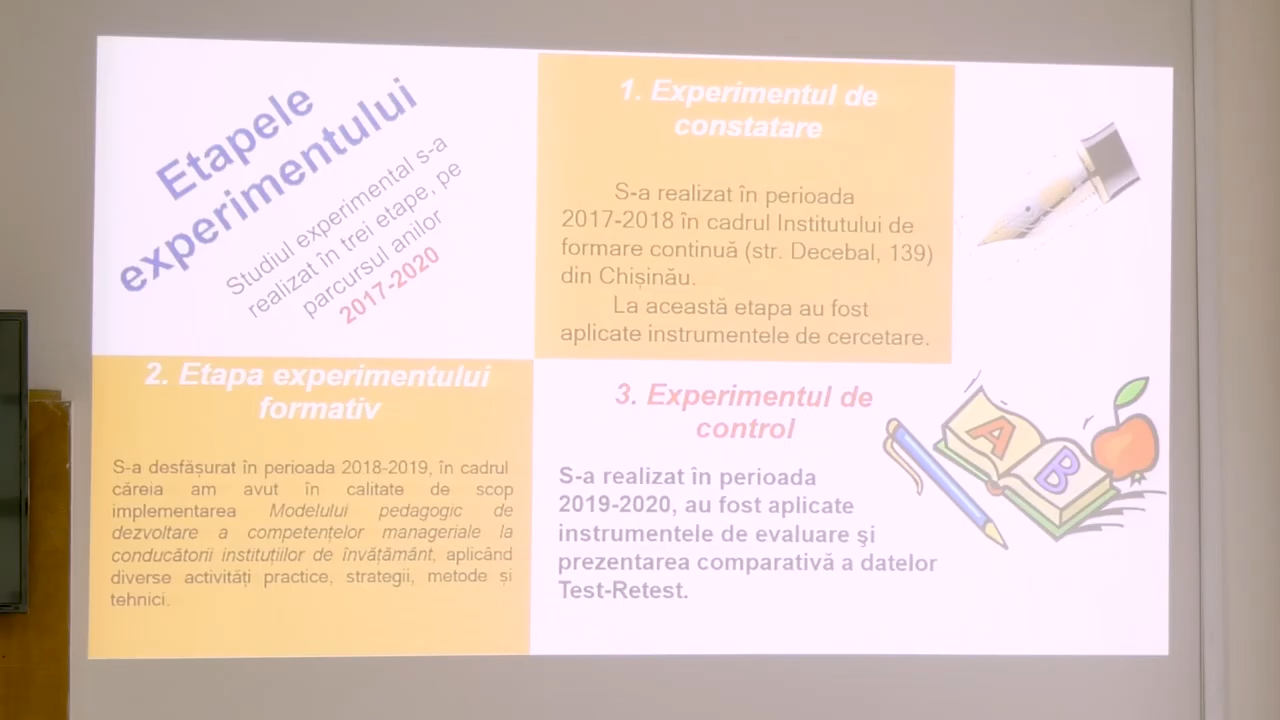 Etapele
experimentului
Studiul experimental s-a
realizat în trei etape, pe
parcursul anilor
2017-2020
1. Experimentul de
constatare
S-a realizat în perioada
2017-2018 în cadrul Institutului de
formare continuă (str. Decebal, 139)
din Chișinău.
La această etapa au fost
aplicate instrumentele de cercetare.
2. Etapa experimentului
formativ
S-a desfășurat în perioada 2018-2019, în cadrul
căreia am avut în calitate de scop
implementarea Modelului pedagogic de
dezvoltare a competențelor manageriale la
conducătorii instituțiilor de învățământ, aplicând
diverse activități practice, strategii, metode și
tehnici.
3. Experimentul de
control
S-a realizat în perioada
2019-2020, au fost aplicate
instrumentele de evaluare şi
prezentarea comparativă a datelor
Test-Retest.
A
B